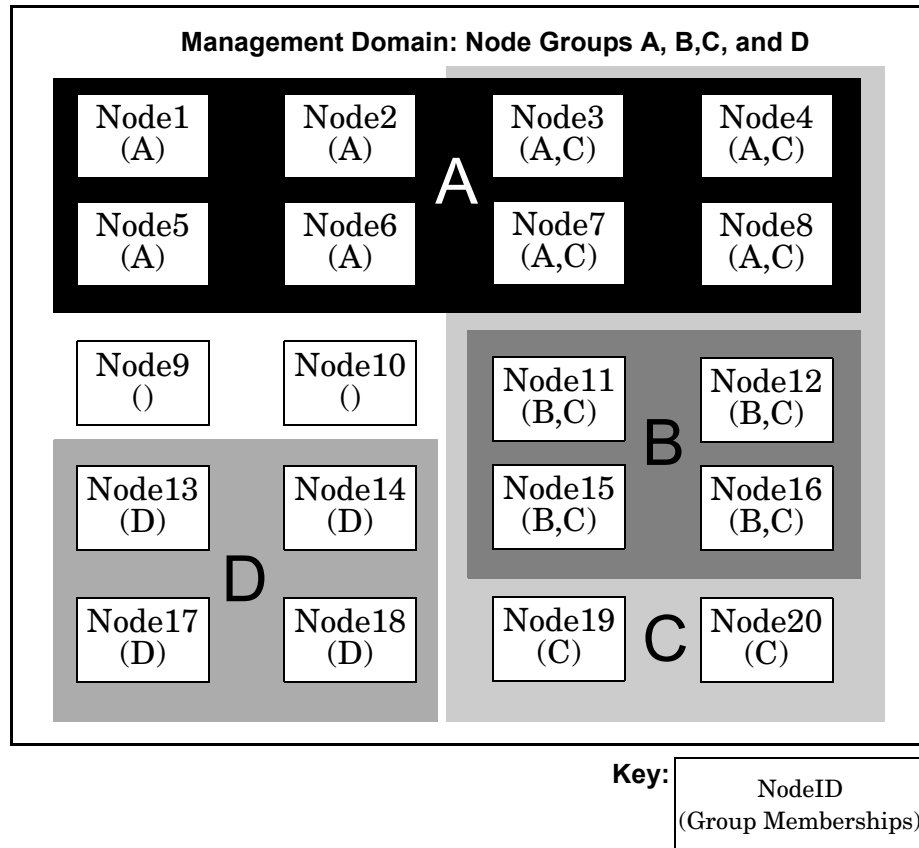 Management Domain: Node Groups A, B,C, and D
Node1 Node2 Node3 Node4
(A) (A) (A,C) (A,C)
A
Node5 Node6 Node7 Node8
(A) (A) (A,C) (A,C)
Node9 Node10 Node11 Node12
() () (B,C) (B,C)
B
Node13 Node14 Node15 Node16
(D) (D) (B,C) (B,C)
D
Node17 Node18 Node19 C Node20
(D) (D) (C) (C)
Key:
NodeID
(Group Memberships)